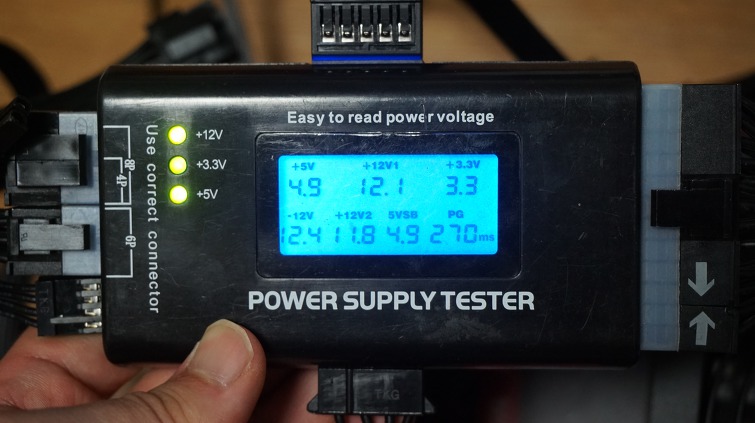 Easy to read power voltage
Use correct connector
8P
4P
6P
+12V
+3.3V
+5V
+5V +12V1 +3.3V
4.9 12.1 3.3
-12V +12V2 5VSB PG
12.4 11.8 4.9 270ms
POWER SUPPLY TESTER
TKG